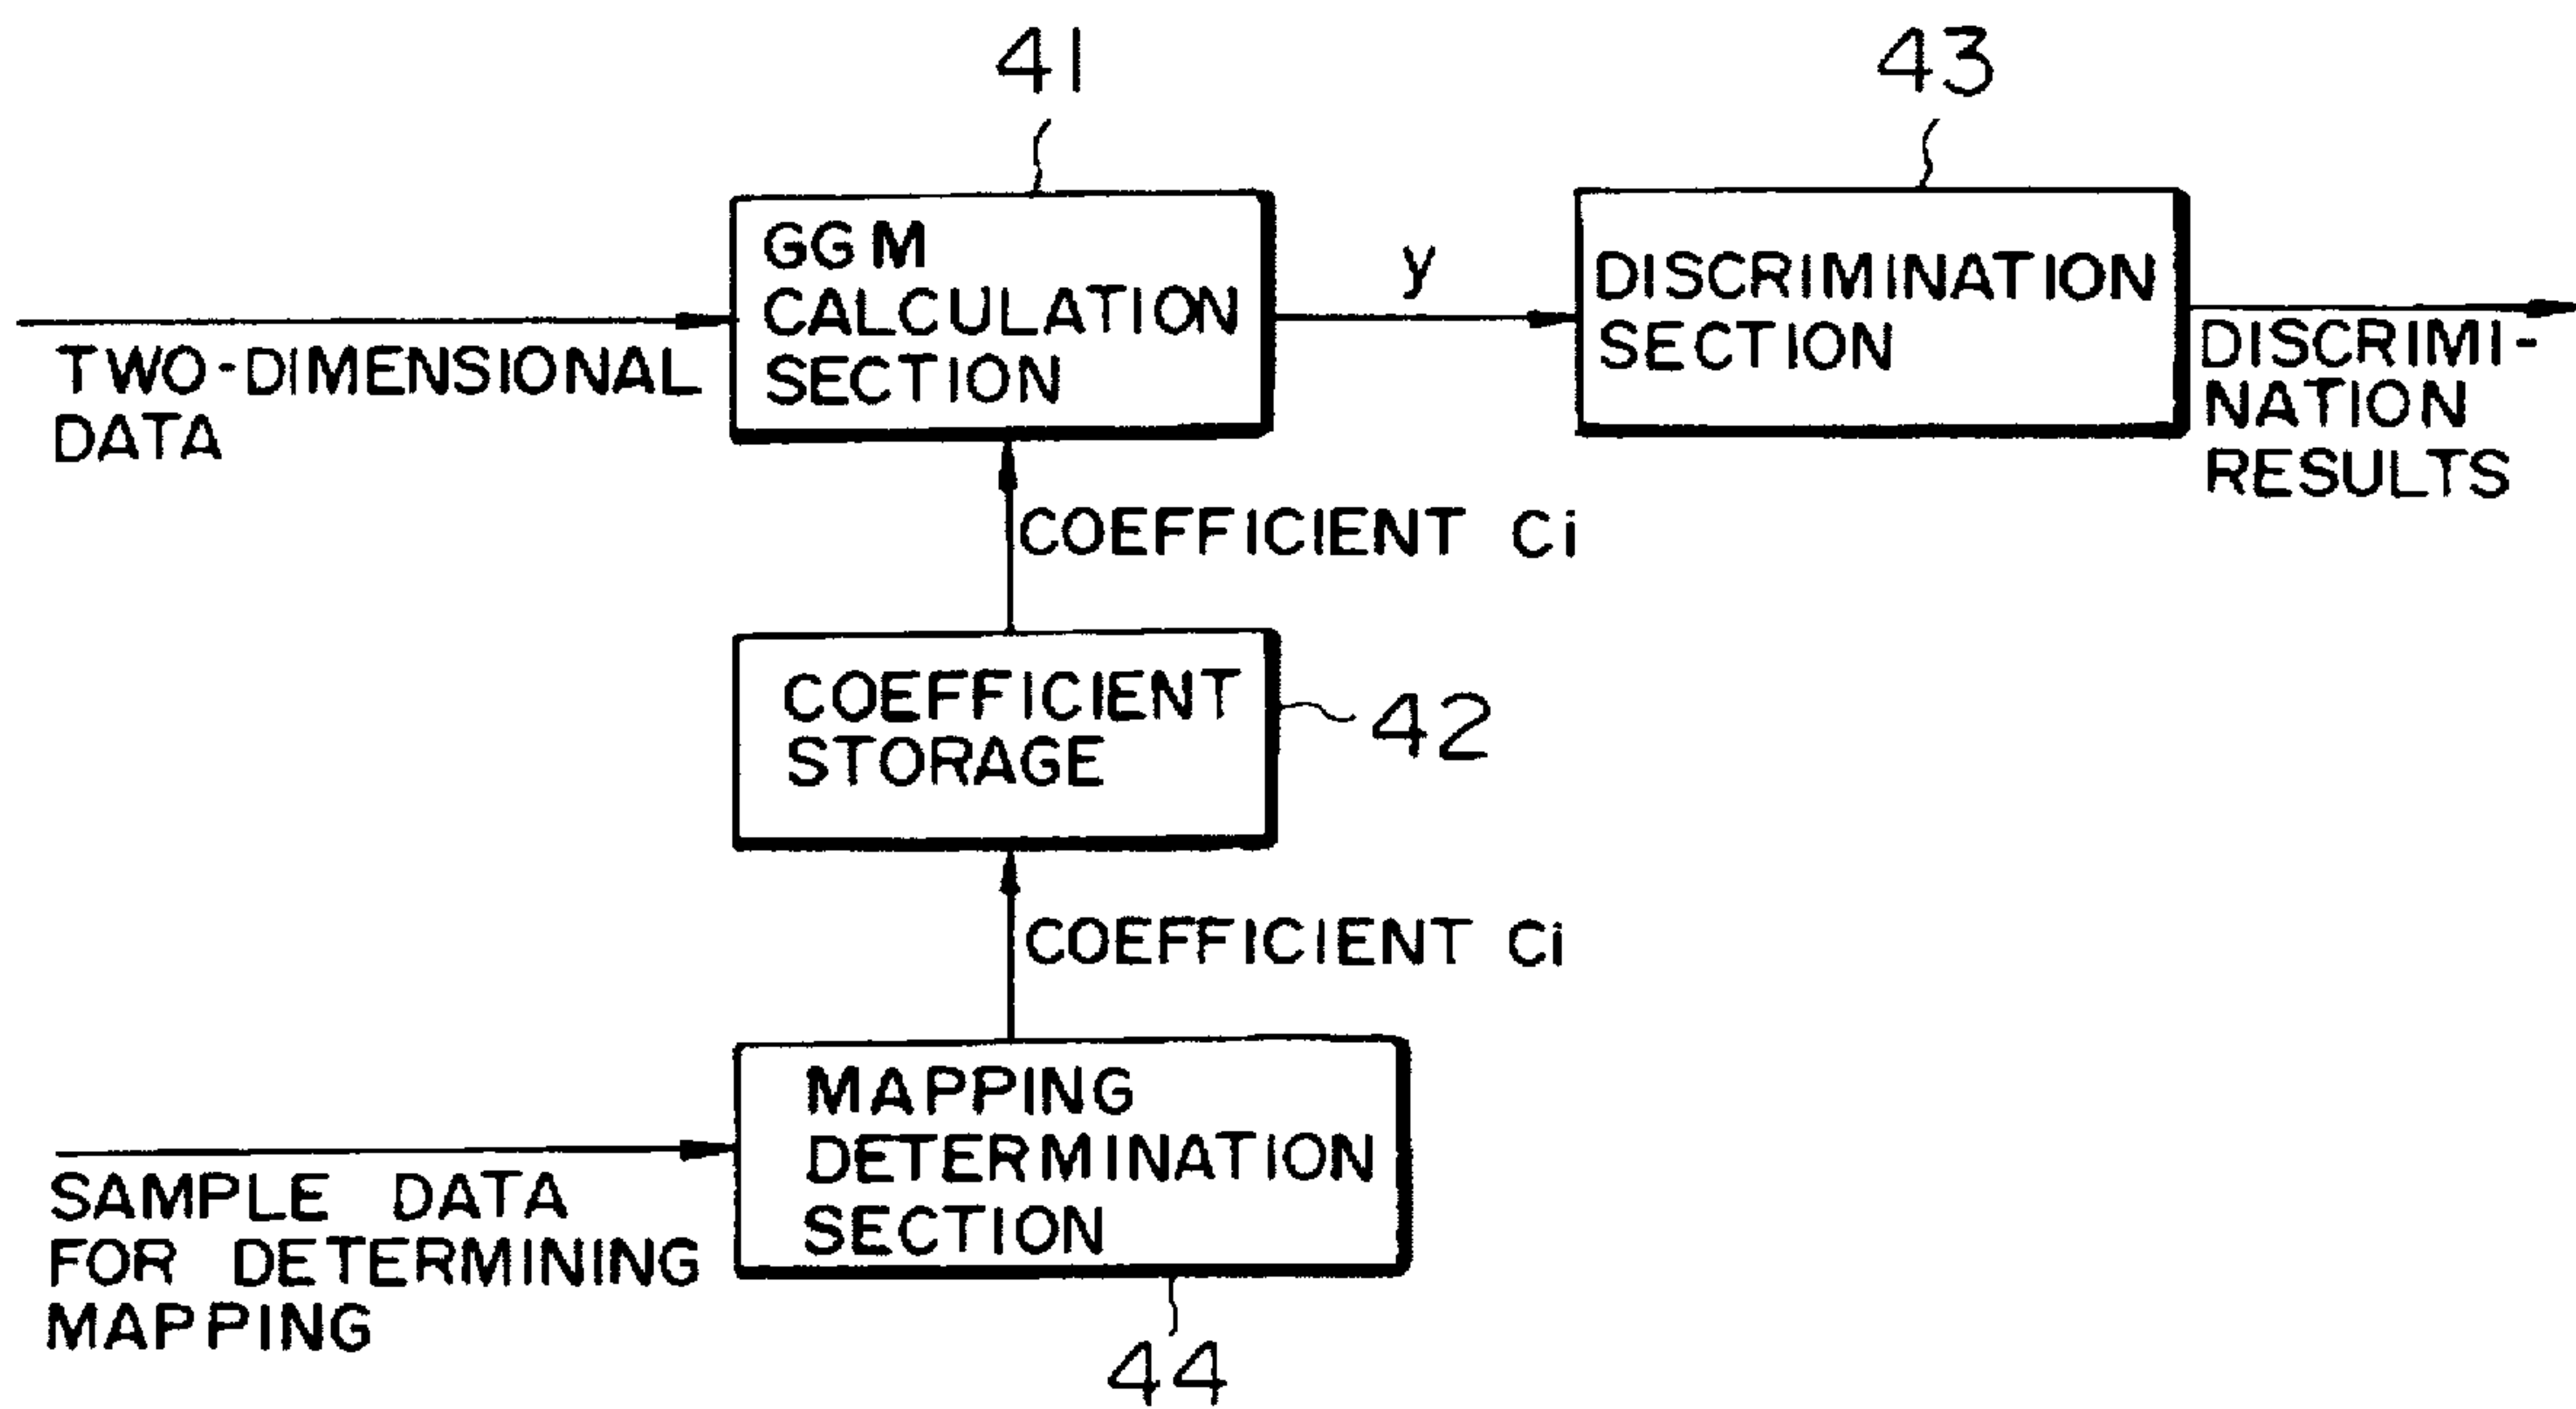 41
43
GGM
CALCULATION
SECTION
y
DISCRIMINATION
SECTION
TWO-DIMENSIONAL
DATA
DISCRIMI-
NATION
RESULTS
COEFFICIENT Ci
COEFFICIENT
STORAGE
42
COEFFICIENT Ci
MAPPING
DETERMINATION
SECTION
SAMPLE DATA
FOR DETERMINING
MAPPING
44